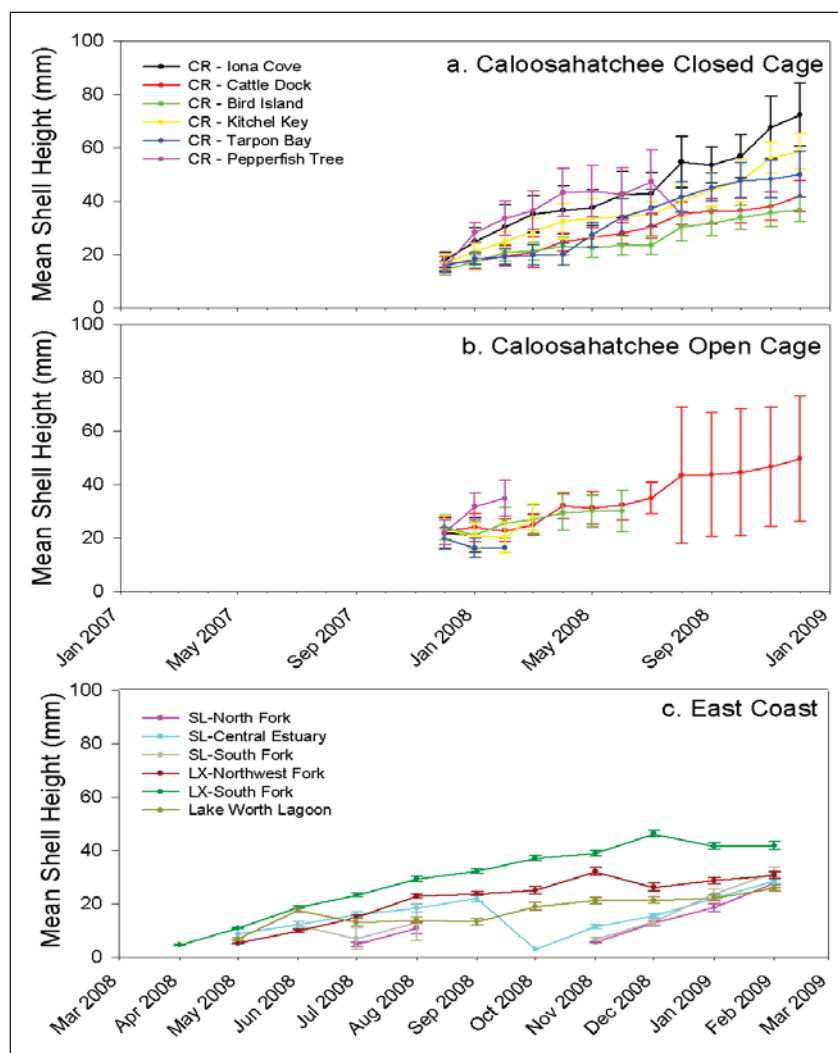 a. Caloosahatchee Closed Cage
Mean Shell Height (mm)
100
80
60
40
20
0
CR - Iona Cove
CR - Cattle Dock
CR - Bird Island
CR - Kitchel Key
CR - Tarpon Bay
CR - Pepperfish Tree
b. Caloosahatchee Open Cage
Mean Shell Height (mm)
100
80
60
40
20
0
Jan 2007
May 2007
Sep 2007
Jan 2008
May 2008
Sep 2008
Jan 2009
c. East Coast
Mean Shell Height (mm)
100
80
60
40
20
0
SL-North Fork
SL-Central Estuary
SL-South Fork
LX-Northwest Fork
LX-South Fork
Lake Worth Lagoon
Mar 2008
Apr 2008
May 2008
Jun 2008
Jul 2008
Aug 2008
Sep 2008
Oct 2008
Nov 2008
Dec 2008
Jan 2009
Feb 2009
Mar 2009